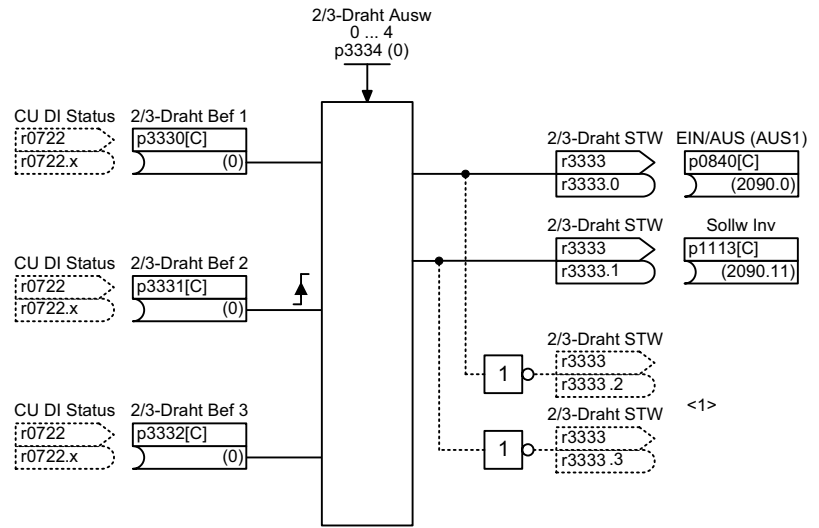 2/3-Draht Ausw
0 ... 4
p3334 (0)
CU DI Status 2/3-Draht Bef 1
r0722 p3330[C]
r0722.x (0)
2/3-Draht STW EIN/AUS (AUS1)
r3333 p0840[C]
r3333.0 (2090.0)
2/3-Draht STW Sollw Inv
r3333 p1113[C]
r3333.1 (2090.11)
CU DI Status 2/3-Draht Bef 2
r0722 p3331[C]
r0722.x (0)
2/3-Draht STW
1 r3333
r3333.2
<1>
CU DI Status 2/3-Draht Bef 3
r0722 p3332[C]
r0722.x (0)
2/3-Draht STW
1 r3333
r3333.3